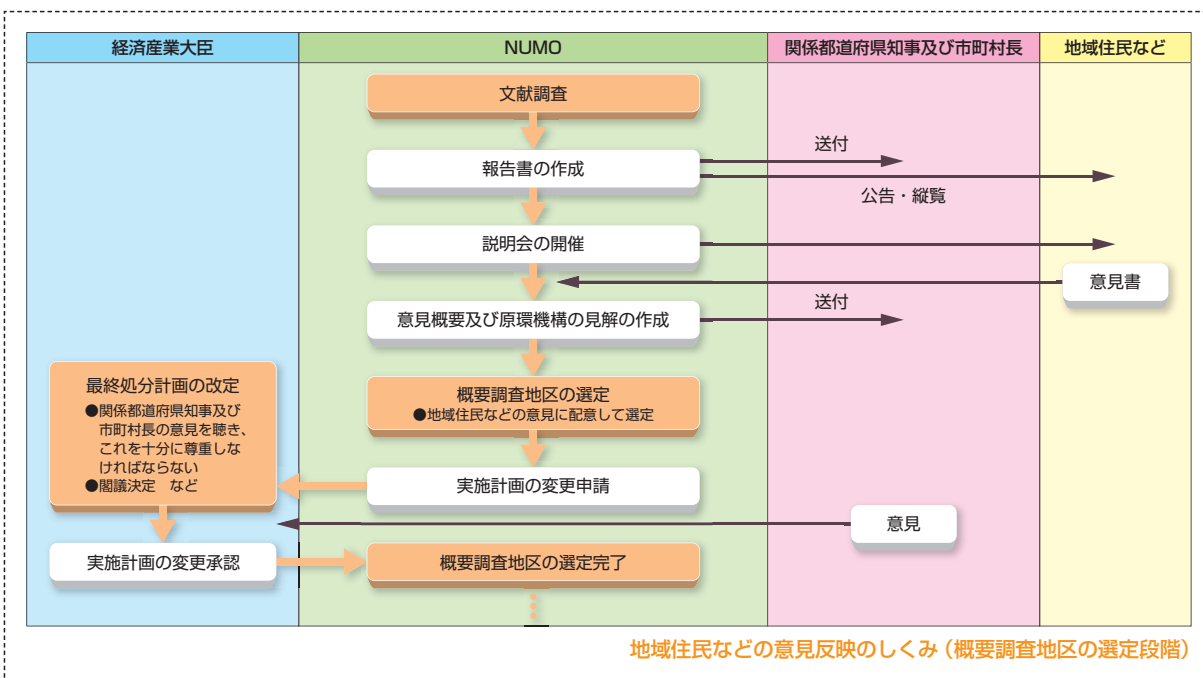 経済産業大臣
NUMO
関係都道府県知事及び市町村長
地域住民など
文献調査
送付
報告書の作成
公告・縦覧
説明会の開催
意見書
送付
意見概要及び原環機構の見解の作成
最終処分計画の改定
●関係都道府県知事及び
市町村長の意見を聴き、
これを十分に尊重しな
ければならない
●閣議決定　など
概要調査地区の選定
●地域住民などの意見に配意して選定
実施計画の変更申請
意見
実施計画の変更承認
概要調査地区の選定完了
地域住民などの意見反映のしくみ（概要調査地区の選定段階）